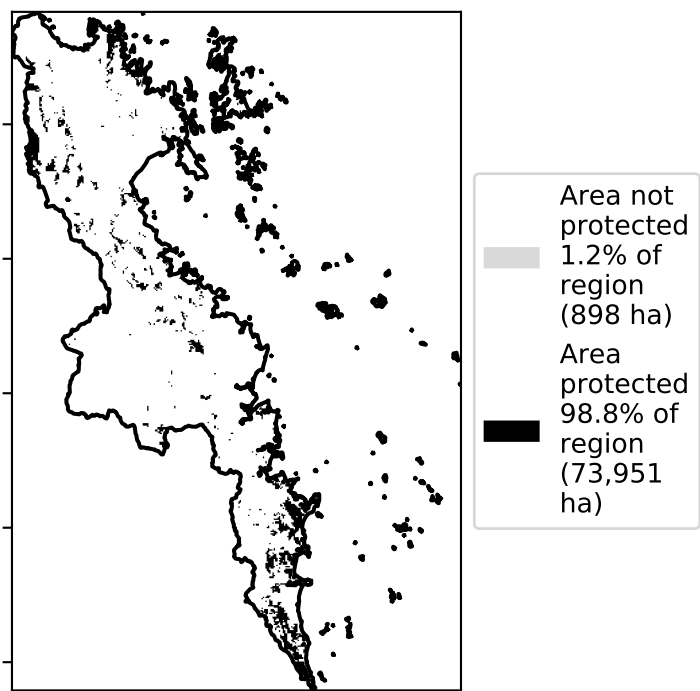 Area not
protected
1.2% of
region
(898 ha)
Area
protected
98.8% of
region
(73,951
ha)